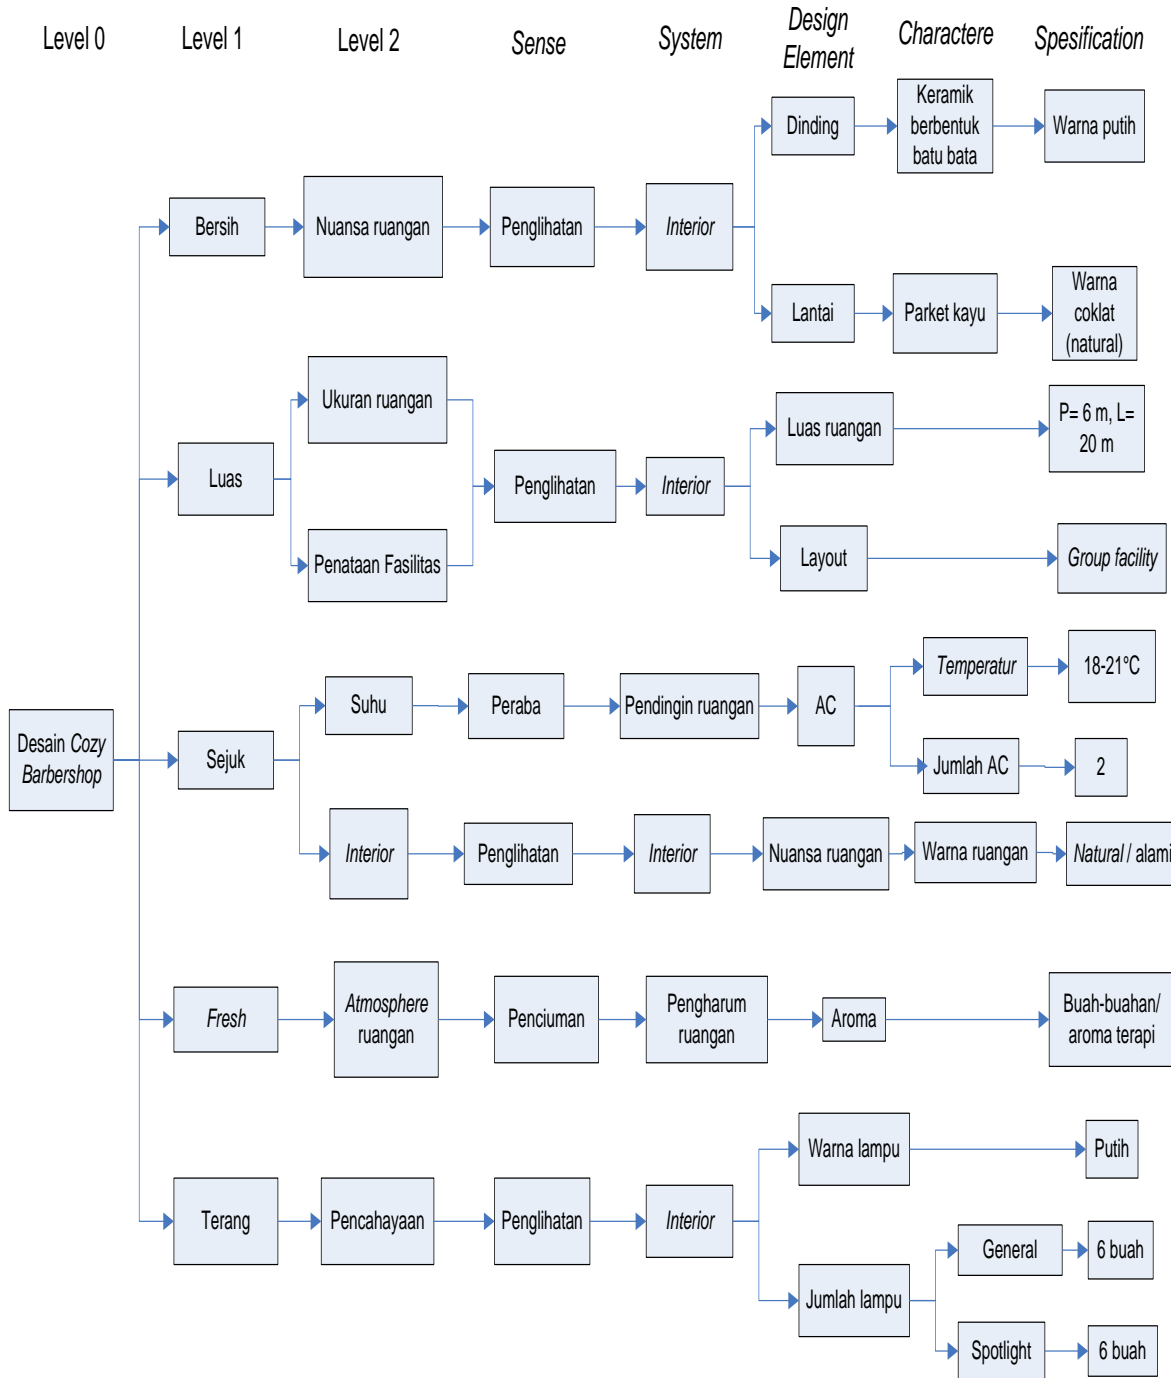 Level 0
Level 1
Level 2
Sense
System
Design
Element
Charactere
Spesification
Dinding
Keramik
berbentuk
batu bata
Warna putih
Bersih
Nuansa ruangan
Penglihatan
Interior
Lantai
Parket kayu
Warna
coklat
(natural)
Ukuran ruangan
Luas ruangan
P= 6 m, L=
20 m
Luas
Penglihatan
Interior
Penataan Fasilitas
Layout
Group facility
Desain Cozy
Barbershop
Sejuk
Suhu
Peraba
Pendingin ruangan
AC
Temperatur
18-21°C
Jumlah AC
2
Interior
Penglihatan
Interior
Nuansa ruangan
Warna ruangan
Natural / alami
Fresh
Atmosphere
ruangan
Penciuman
Pengharum
ruangan
Aroma
Buah-buahan/
aroma terapi
Warna lampu
Putih
Terang
Pencahayaan
Penglihatan
Interior
General
6 buah
Jumlah lampu
Spotlight
6 buah